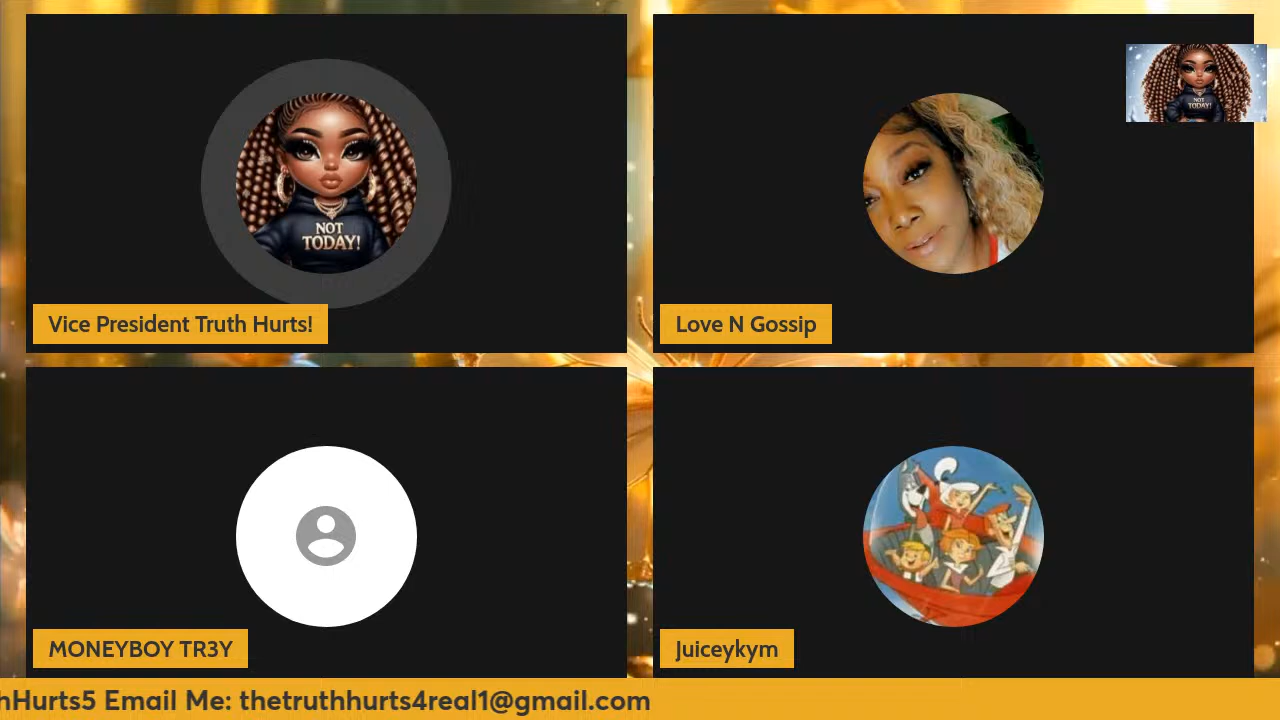 NOT
TODAY!
Vice President Truth Hurts!
NOT
TODAY!
Love N Gossip
MONEYBOY TR3Y
Juiceykym
hHurts5 Email Me: thetruthhurts4real1@gmail.com